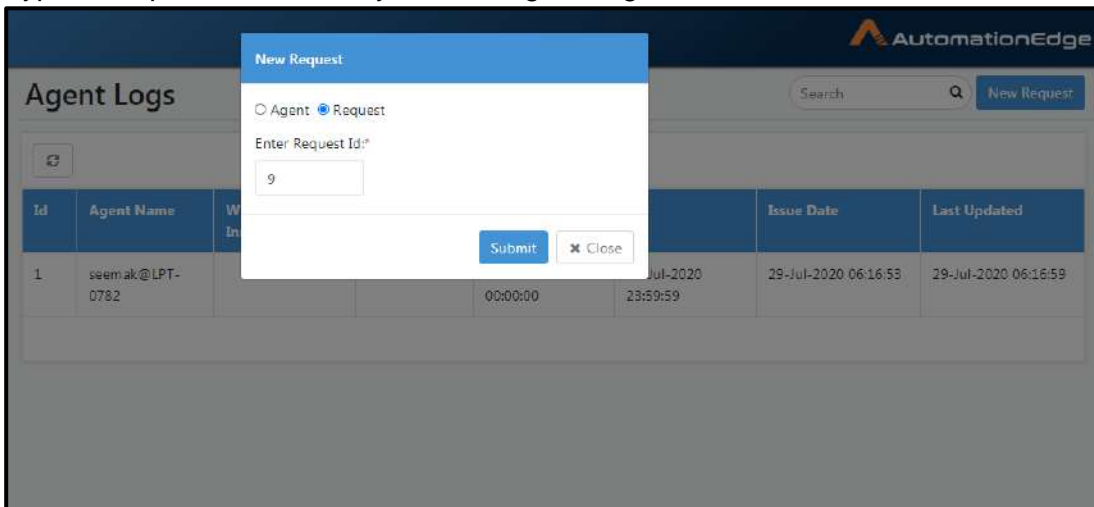 AutomationEdge
New Request
Agent Logs
Search
New Request
Agent Request
Enter Request Id:*
9
Submit
Close
Id
Agent Name
Issue Date
Last Updated
1
seemak@LPT-
0782
00:00:00
-Jul-2020
23:59:59
29-Jul-2020 06:16:53
29-Jul-2020 06:16:59